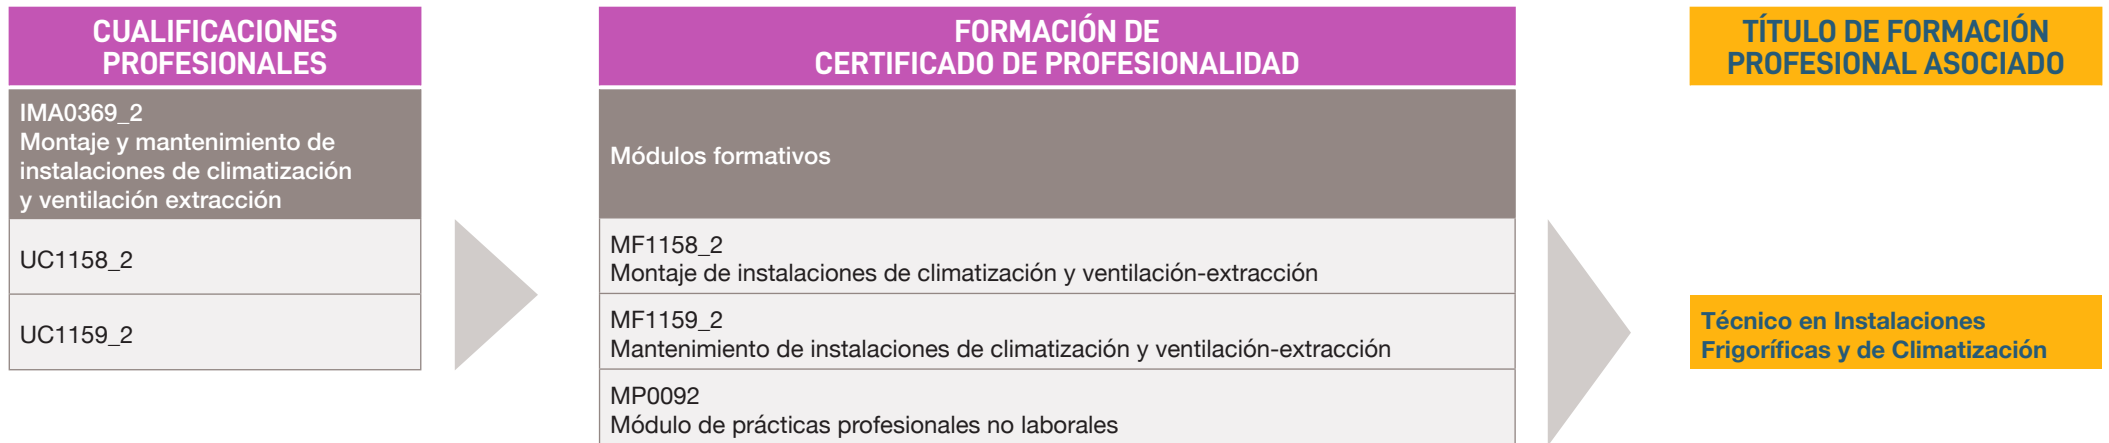 CUALIFICACIONES
PROFESIONALES
IMA0369_2
Montaje y mantenimiento de
instalaciones de climatización
y ventilación extracción
UC1158_2
UC1159_2
FORMACIÓN DE
CERTIFICADO DE PROFESIONALIDAD
Módulos formativos
MF1158_2
Montaje de instalaciones de climatización y ventilación-extracción
MF1159_2
Mantenimiento de instalaciones de climatización y ventilación-extracción
MP0092
Módulo de prácticas profesionales no laborales
TÍTULO DE FORMACIÓN
PROFESIONAL ASOCIADO
Técnico en Instalaciones
Frigoríficas y de Climatización